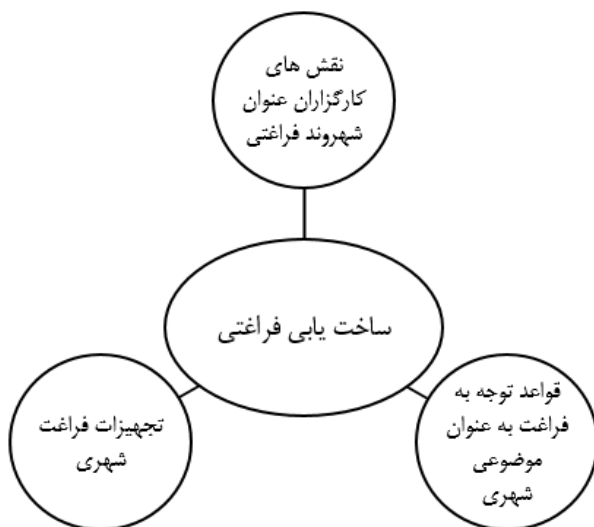 نقش های
کارگزاران عنوان
شهروند فراغتی
ساخت یابی فراغتی
تجهیزات فراغت
شهری
قواعد توجه به
فراغت به عنوان
موضوعی
شهری